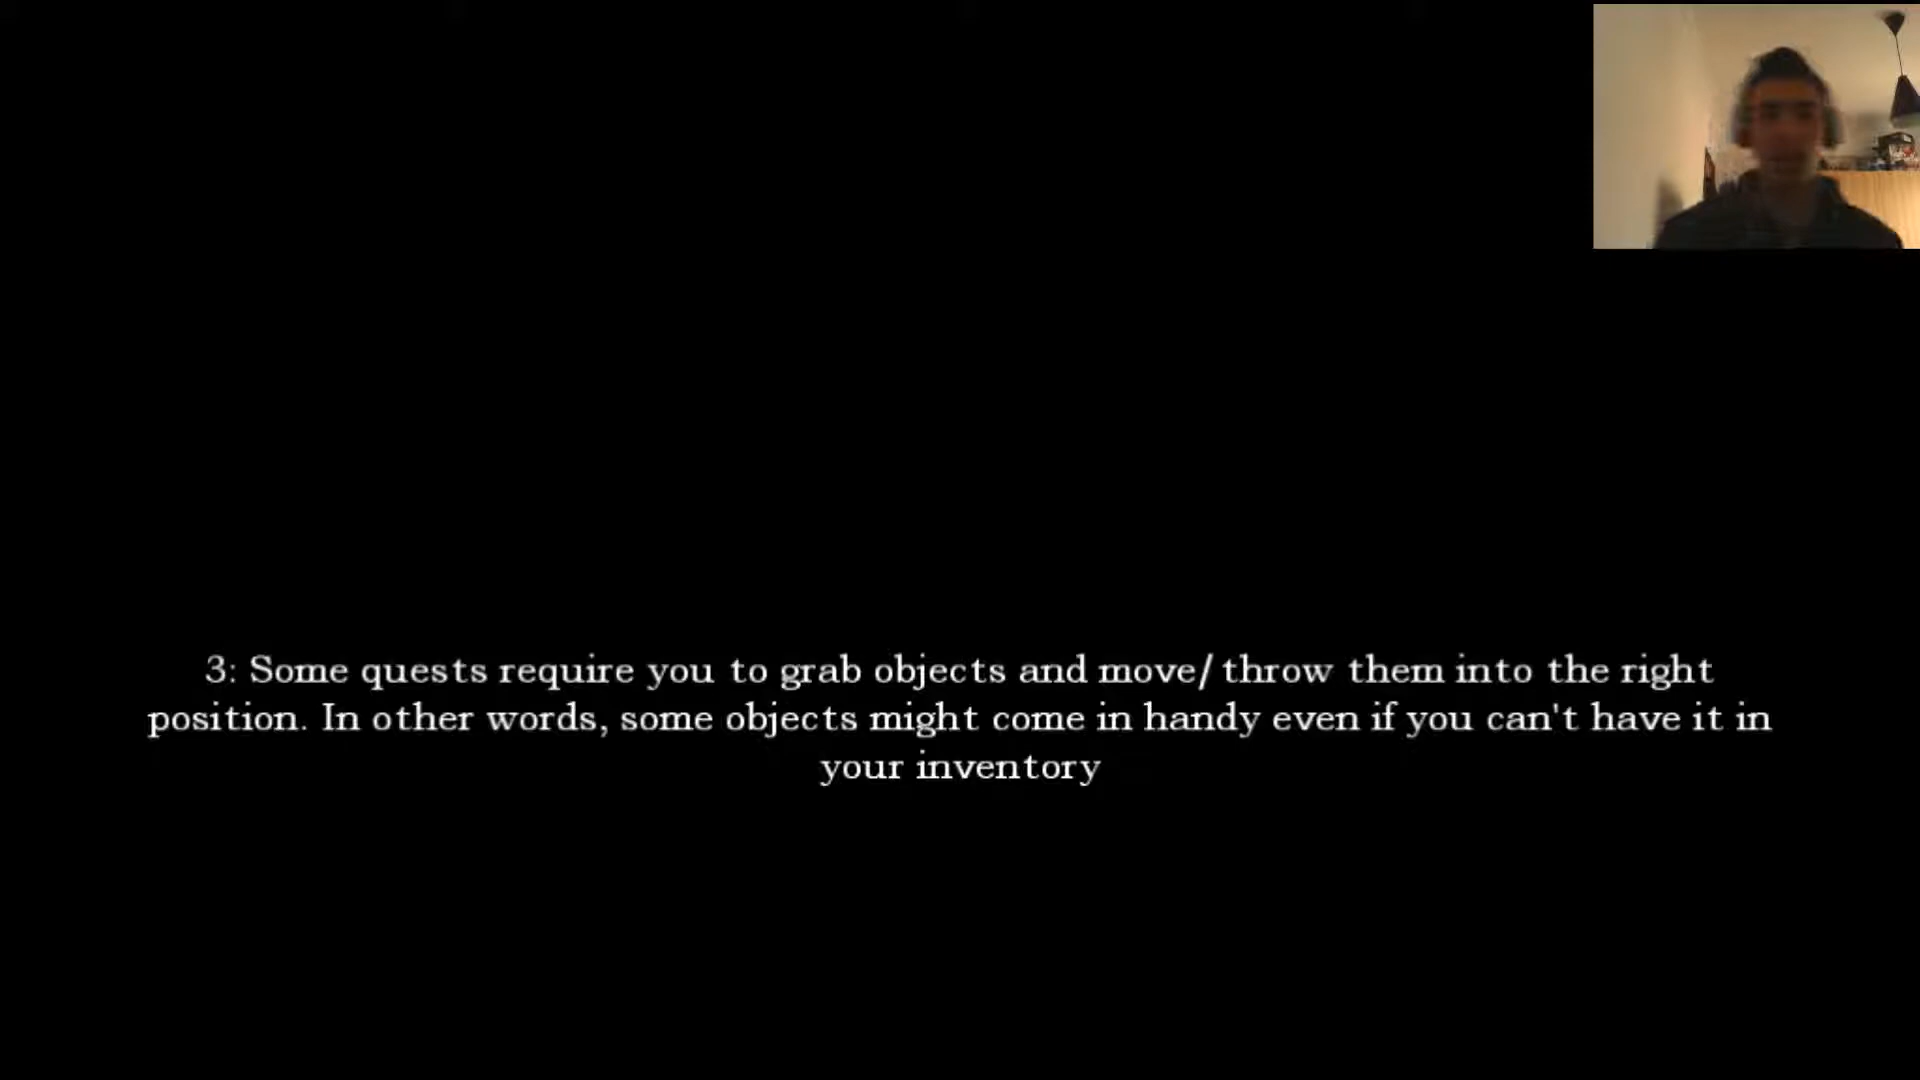 3: Some quests require you to grab objects and move/ throw them into the right
position. In other words, some objects might come in handy even if you can't have it in
your inventory